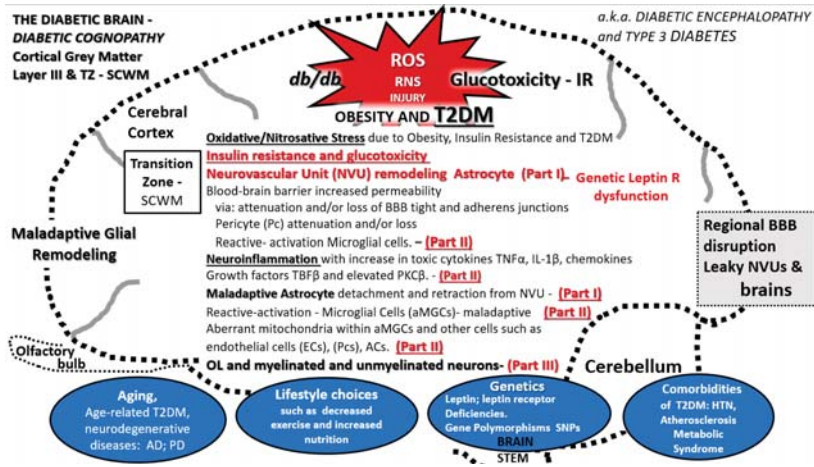 THE DIABETIC BRAIN -
DIABETIC COGNOPATHY
Cortical Grey Matter
Layer III & TZ - SCWM
a.k.a. DIABETIC ENCEPHALOPATHY
and TYPE 3 DIABETES
ROS
RNS
INJURY
db/db
Glucotoxicity - IR
OBESITY AND T2DM
Cerebral
Cortex
Transition
Zone -
SCWM
Oxidative/Nitrosative Stress due to Obesity, Insulin Resistance and T2DM
Insulin resistance and glucotoxicity
Neurovascular Unit (NVU) remodeling Astrocyte (Part I)-
Genetic Leptin R
dysfunction
Blood-brain barrier increased permeability
via: attenuation and/or loss of BBB tight and adherens junctions
Pericyte (Pc) attenuation and/or loss
Reactive- activation Microglial cells. – (Part II)
Maladaptive Glial
Remodeling
Regional BBB
disruption
Leaky NVUs &
brains
Neuroinflammation with increase in toxic cytokines TNFα, IL-1β, chemokines
Growth factors TBFβ and elevated PKCβ. - (Part II)
Maladaptive Astrocyte detachment and retraction from NVU - (Part I)
Reactive-activation - Microglial Cells (aMGCs)- maladaptive (Part II)
Aberrant mitochondria within aMGCs and other cells such as
endothelial cells (ECs), (Pcs), ACs. (Part II)
OL and myelinated and unmyelinated neurons- (Part III)
Olfactory
bulb
Cerebellum
Aging,
Age-related T2DM,
neurodegenerative
diseases: AD; PD
Lifestyle choices
such as decreased
exercise and increased
nutrition
Genetics
Leptin; leptin receptor
Deficiencies.
Gene Polymorphisms SNPs
BRAIN
STEM
Comorbidities
of T2DM: HTN,
Atherosclerosis
Metabolic
Syndrome